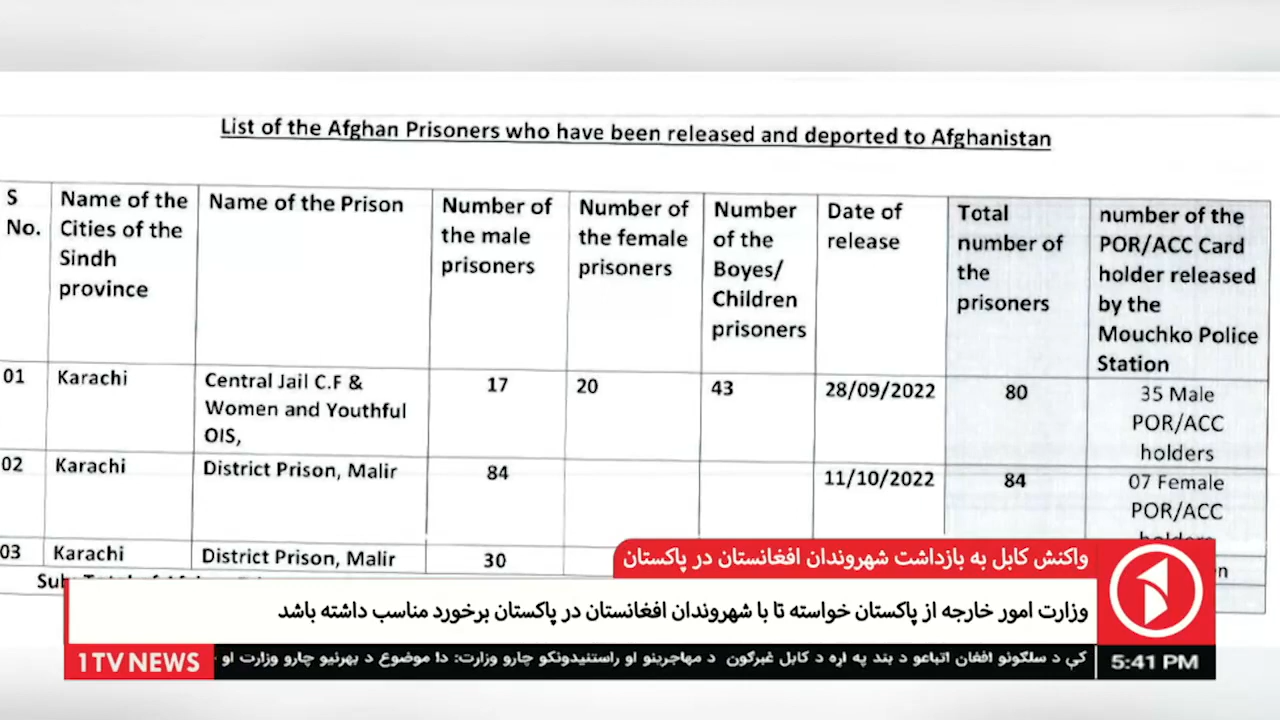 List of the Afghan Prisoners who have been released and deported to Afghanistan
S No.
Name of the Cities of the Sindh province
Name of the Prison
Number of the male prisoners
Number of the female prisoners
Number of the Boyes/ Children prisoners
Date of release
Total number of the prisoners
number of the POR/ACC Card holder released by the Mouchko Police Station
01 Karachi Central Jail C.F & Women and Youthful OIS, 17 20 43 28/09/2022 80 35 Male POR/ACC holders
02 Karachi District Prison, Malir 84 11/10/2022 84 07 Female POR/ACC holders
03 Karachi District Prison, Malir 30
واکنش کابل به بازداشت شهروندان افغانستان در پاکستان
وزارت امور خارجه از پاکستان خواسته تا با شهروندان افغانستان در پاکستان برخورد مناسب داشته باشد
1TV NEWS
کې د سلګونو افغان اتباعو د بند په اړه د کابل غبرګون د مهاجرینو او راستنیدونکو چارو وزارت: دا موضوع د بهرنیو چارو وزارت او
5:41 PM